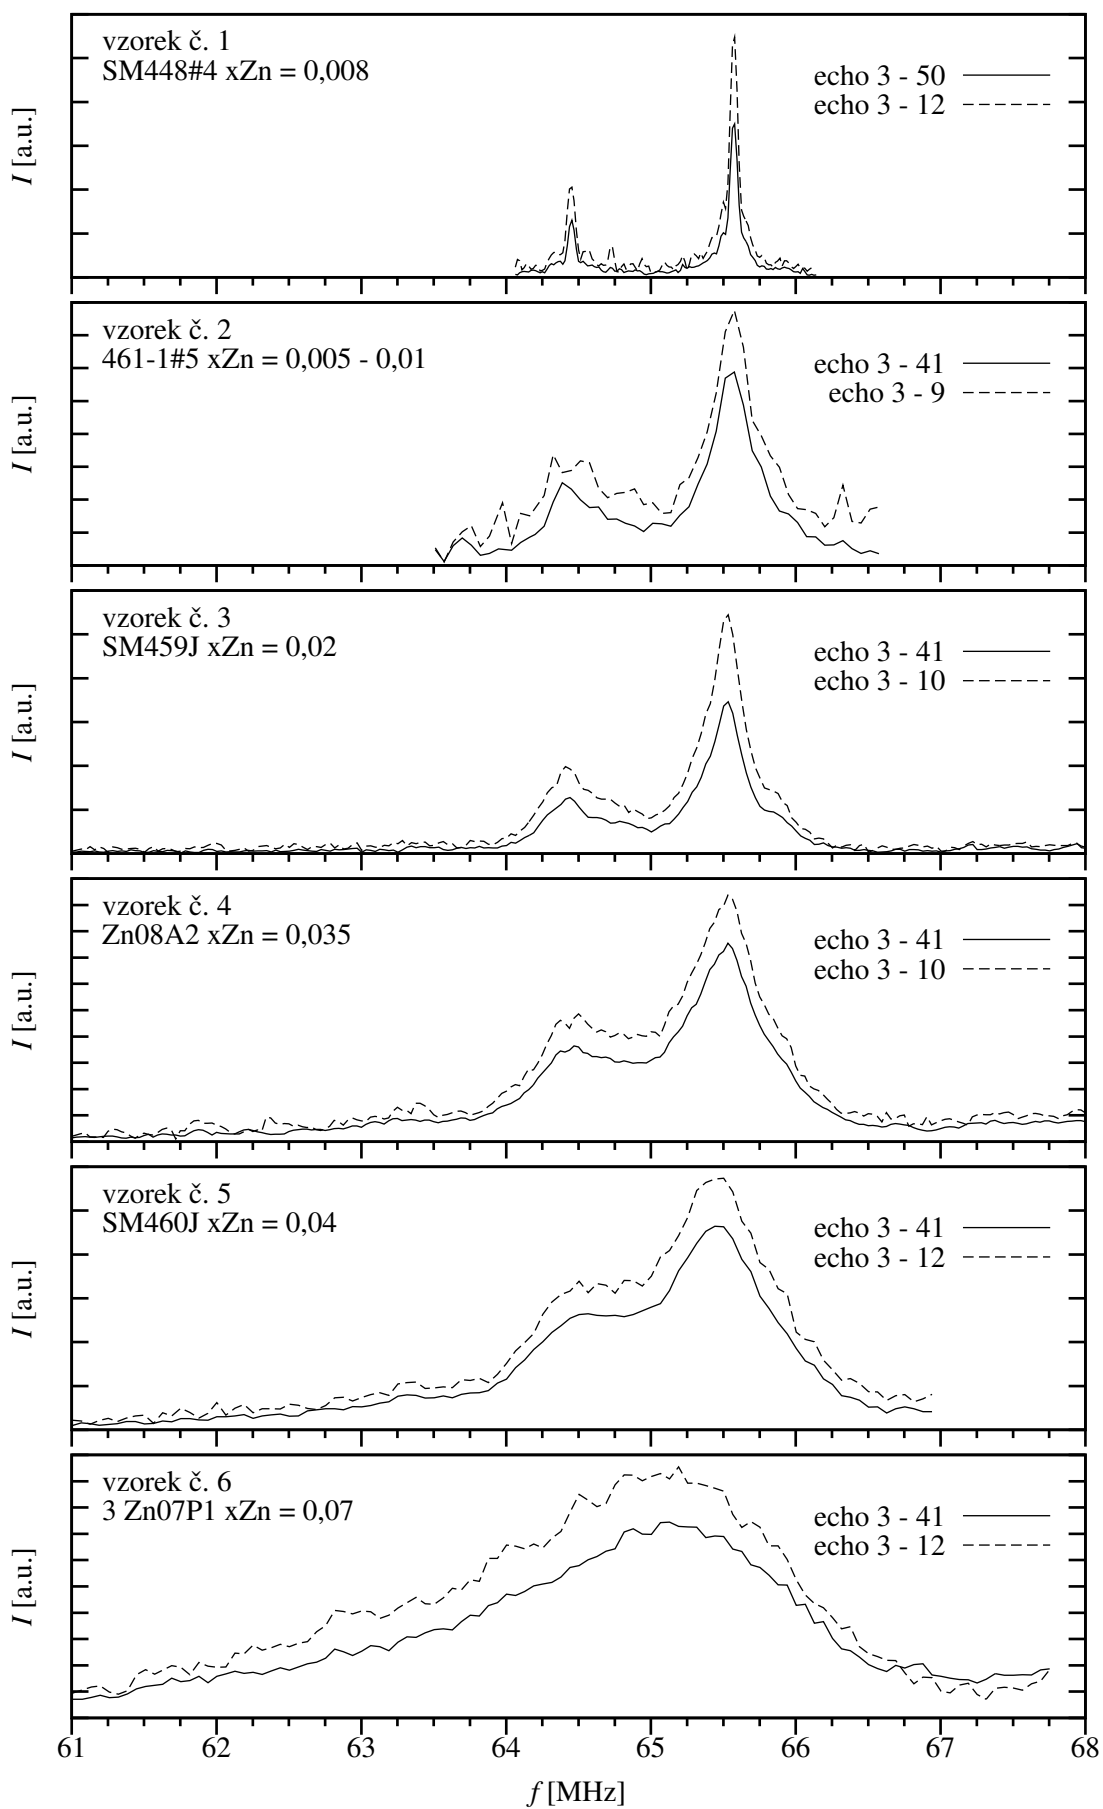 vzorek č. 1
SM448#4 xZn = 0,008
echo 3 - 50
echo 3 - 12
I [a.u.]
vzorek č. 2
461-1#5 xZn = 0,005 - 0,01
echo 3 - 41
echo 3 - 9
I [a.u.]
vzorek č. 3
SM459J xZn = 0,02
echo 3 - 41
echo 3 - 10
I [a.u.]
vzorek č. 4
Zn08A2 xZn = 0,035
echo 3 - 41
echo 3 - 10
I [a.u.]
vzorek č. 5
SM460J xZn = 0,04
echo 3 - 41
echo 3 - 12
I [a.u.]
vzorek č. 6
3 Zn07P1 xZn = 0,07
echo 3 - 41
echo 3 - 12
I [a.u.]
61 62 63 64 65 66 67 68
f [MHz]